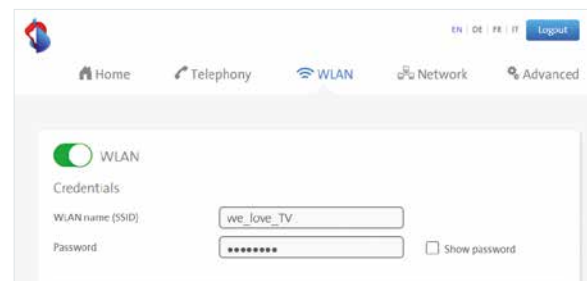 EN | DE | FR | IT Logout
Home Telephony WLAN Network Advanced
WLAN
Credentials
WLAN name (SSID) we_love_TV
Password •••••••• Show password